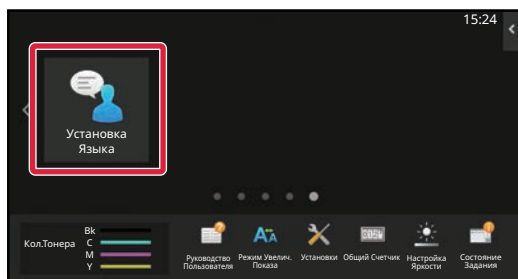 15:24
Установка
Языка
Кол.Тонера
Bk
C
M
Y
Руководство
Пользователя
Режим Увелич.
Показа
Установки
Общий Счетчик
Настройка
Яркости
Состояние
Задания